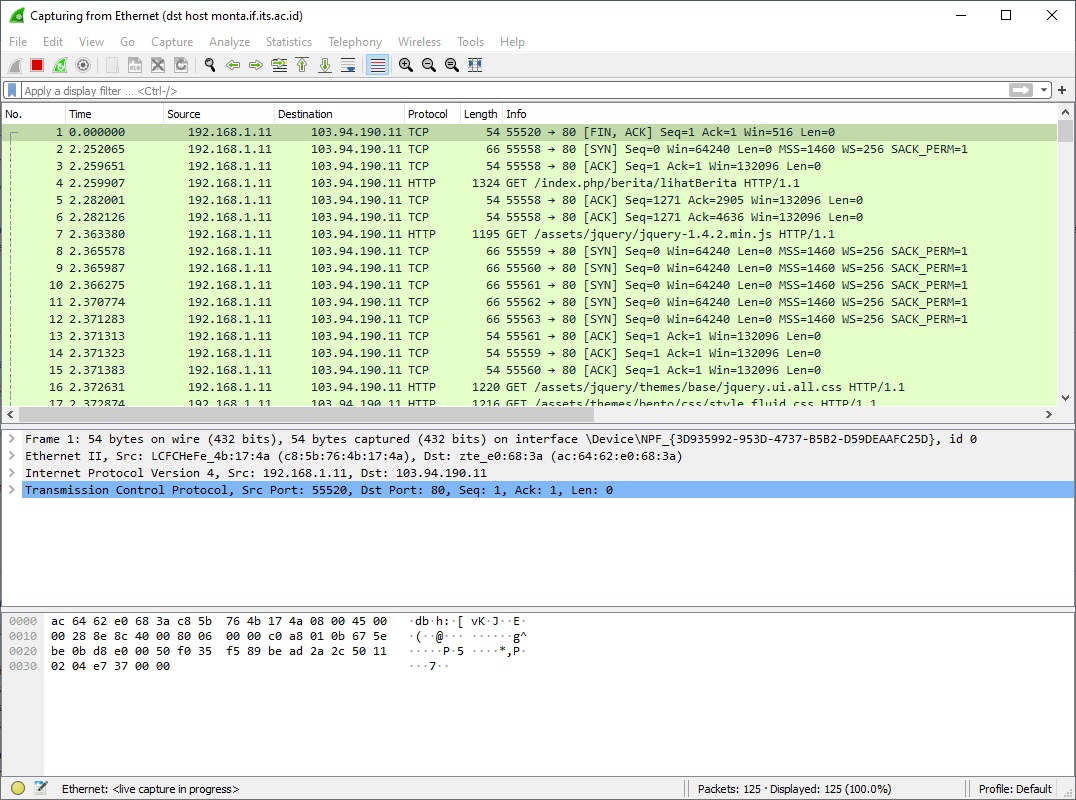 Capturing from Ethernet (dst host monta.if.its.ac.id)
File Edit View Go Capture Analyze Statistics Telephony Wireless Tools Help
Apply a display filter ... <Ctrl-/>
No. Time Source Destination Protocol Length Info
1 0.000000 192.168.1.11 103.94.190.11 TCP 54 55520 → 80 [FIN, ACK] Seq=1 Ack=1 Win=516 Len=0
2 2.252065 192.168.1.11 103.94.190.11 TCP 66 55558 → 80 [SYN] Seq=0 Win=64240 Len=0 MSS=1460 WS=256 SACK_PERM=1
3 2.259651 192.168.1.11 103.94.190.11 TCP 54 55558 → 80 [ACK] Seq=1 Ack=1 Win=132096 Len=0
4 2.259907 192.168.1.11 103.94.190.11 HTTP 1324 GET /index.php/berita/lihatBerita HTTP/1.1
5 2.282001 192.168.1.11 103.94.190.11 TCP 54 55558 → 80 [ACK] Seq=1271 Ack=2905 Win=132096 Len=0
6 2.282126 192.168.1.11 103.94.190.11 TCP 54 55558 → 80 [ACK] Seq=1271 Ack=4636 Win=132096 Len=0
7 2.363380 192.168.1.11 103.94.190.11 HTTP 1195 GET /assets/jquery/jquery-1.4.2.min.js HTTP/1.1
8 2.365578 192.168.1.11 103.94.190.11 TCP 66 55559 → 80 [SYN] Seq=0 Win=64240 Len=0 MSS=1460 WS=256 SACK_PERM=1
9 2.365987 192.168.1.11 103.94.190.11 TCP 66 55560 → 80 [SYN] Seq=0 Win=64240 Len=0 MSS=1460 WS=256 SACK_PERM=1
10 2.366275 192.168.1.11 103.94.190.11 TCP 66 55561 → 80 [SYN] Seq=0 Win=64240 Len=0 MSS=1460 WS=256 SACK_PERM=1
11 2.370774 192.168.1.11 103.94.190.11 TCP 66 55562 → 80 [SYN] Seq=0 Win=64240 Len=0 MSS=1460 WS=256 SACK_PERM=1
12 2.371283 192.168.1.11 103.94.190.11 TCP 66 55563 → 80 [SYN] Seq=0 Win=64240 Len=0 MSS=1460 WS=256 SACK_PERM=1
13 2.371313 192.168.1.11 103.94.190.11 TCP 54 55561 → 80 [ACK] Seq=1 Ack=1 Win=132096 Len=0
14 2.371323 192.168.1.11 103.94.190.11 TCP 54 55559 → 80 [ACK] Seq=1 Ack=1 Win=132096 Len=0
15 2.371383 192.168.1.11 103.94.190.11 TCP 54 55560 → 80 [ACK] Seq=1 Ack=1 Win=132096 Len=0
16 2.372631 192.168.1.11 103.94.190.11 HTTP 1220 GET /assets/jquery/themes/base/jquery.ui.all.css HTTP/1.1
17 2.372874 192.168.1.11 103.94.190.11 HTTP 1216 GET /assets/themes/bento/css/style_fluid.css HTTP/1.1
Frame 1: 54 bytes on wire (432 bits), 54 bytes captured (432 bits) on interface \Device\NPF_{3D935992-953D-4737-B5B2-D59DEAAFC25D}, id 0
Ethernet II, Src: LCFCHeFe_4b:17:4a (c8:5b:76:4b:17:4a), Dst: zte_e0:68:3a (ac:64:62:e0:68:3a)
Internet Protocol Version 4, Src: 192.168.1.11, Dst: 103.94.190.11
Transmission Control Protocol, Src Port: 55520, Dst Port: 80, Seq: 1, Ack: 1, Len: 0
0000 ac 64 62 e0 68 3a c8 5b 76 4b 17 4a 08 00 45 00 ·db·h:·[ vK·J··E·
0010 00 28 8e 8c 40 00 80 06 00 00 c0 a8 01 0b 67 5e ·(··@··· ······g^
0020 be 0b d8 e0 00 50 f0 35 f5 89 be ad 2a 2c 50 11 ·····P·5 ····*,P·
0030 02 04 e7 37 00 00 ···7··
Ethernet: <live capture in progress> Packets: 125 · Displayed: 125 (100.0%) Profile: Default